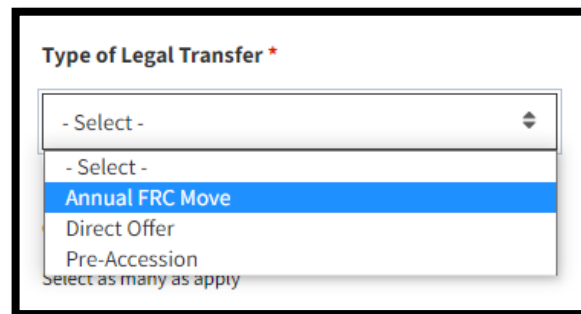 Type of Legal Transfer *
- Select -
- Select -
Annual FRC Move
Direct Offer
Pre-Accession
Select as many as apply